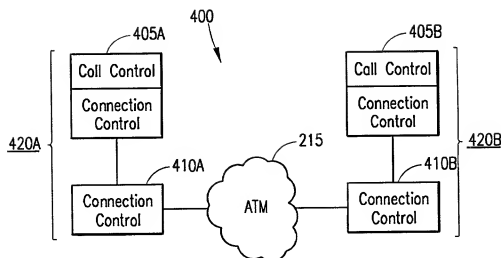 405A
400
405B
Call Control
Connection
Control
Call Control
Connection
Control
420A
420B
410A
215
410B
Connection
Control
ATM
Connection
Control